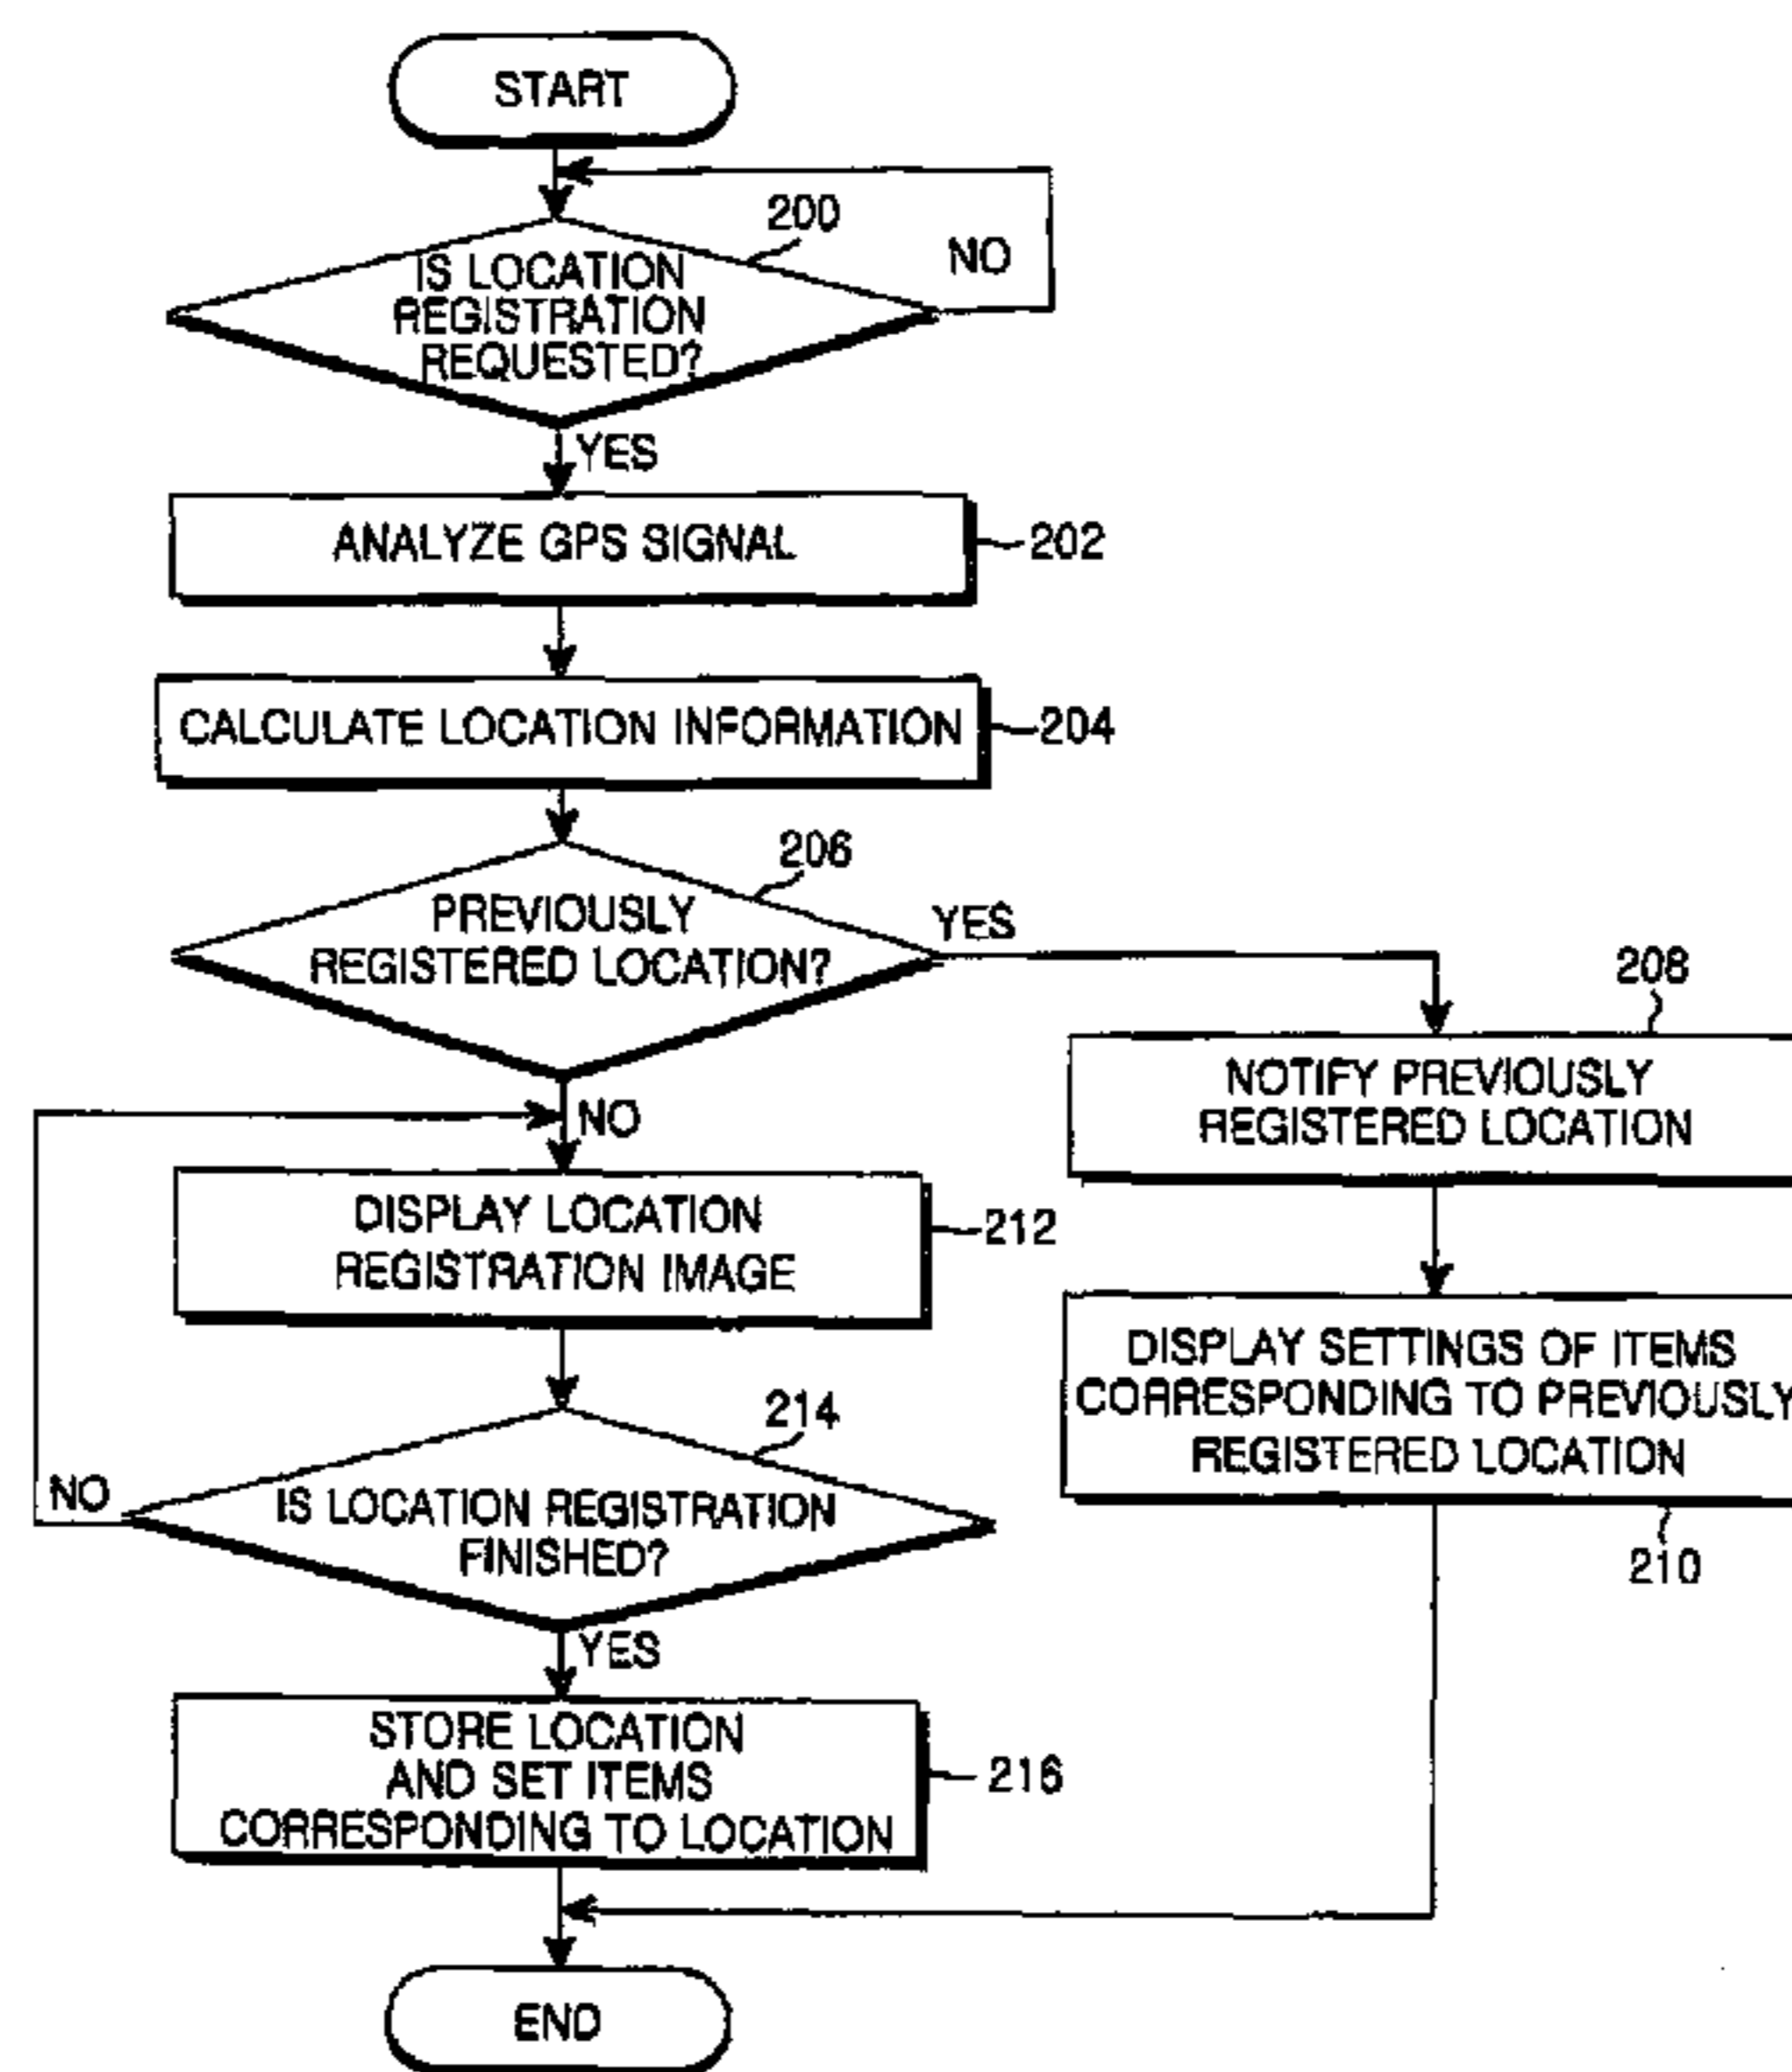 START
200
NO
IS LOCATION
REGISTRATION
REQUESTED?
YES
ANALYZE GPS SIGNAL
202
CALCULATE LOCATION INFORMATION
204
206
PREVIOUSLY
REGISTERED LOCATION?
YES
208
NOTIFY PREVIOUSLY
REGISTERED LOCATION
NO
DISPLAY LOCATION
REGISTRATION IMAGE
212
DISPLAY SETTINGS OF ITEMS
CORRESPONDING TO PREVIOUSLY
REGISTERED LOCATION
210
214
NO
IS LOCATION REGISTRATION
FINISHED?
YES
STORE LOCATION
AND SET ITEMS
CORRESPONDING TO LOCATION
216
END